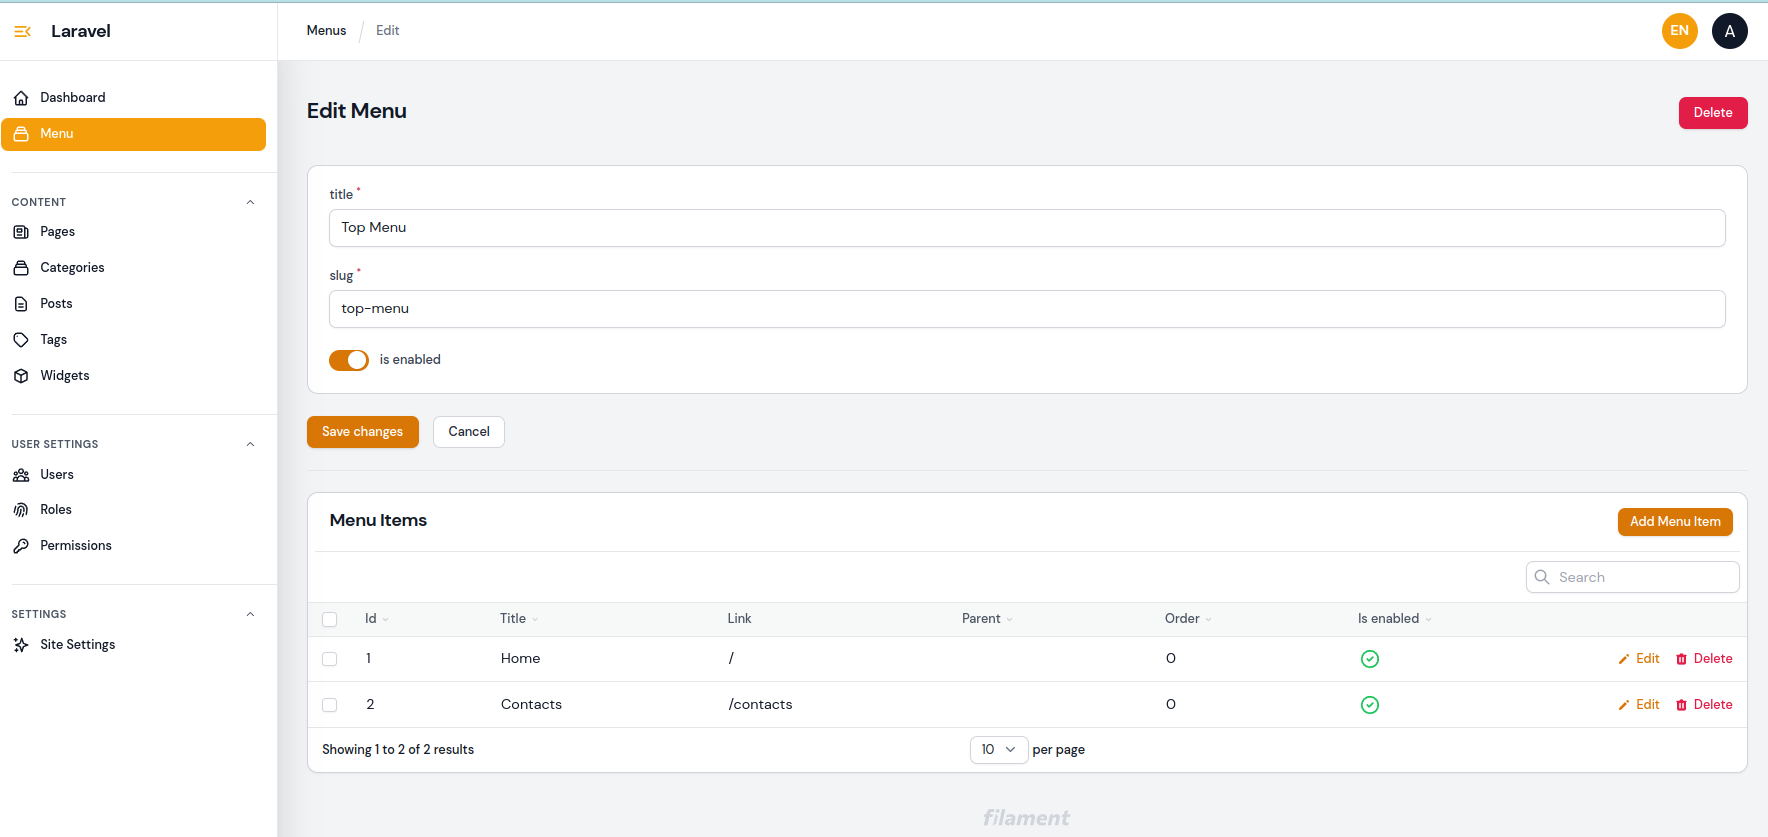 Laravel
Menus / Edit
EN
A
Dashboard
Menu
CONTENT
Pages
Categories
Posts
Tags
Widgets
USER SETTINGS
Users
Roles
Permissions
SETTINGS
Site Settings
Edit Menu
Delete
title *
Top Menu
slug *
top-menu
is enabled
Save changes Cancel
Menu Items
Add Menu Item
Search
Id Title Link Parent Order Is enabled
1 Home / 0 Edit Delete
2 Contacts /contacts 0 Edit Delete
Showing 1 to 2 of 2 results
10 per page
filament